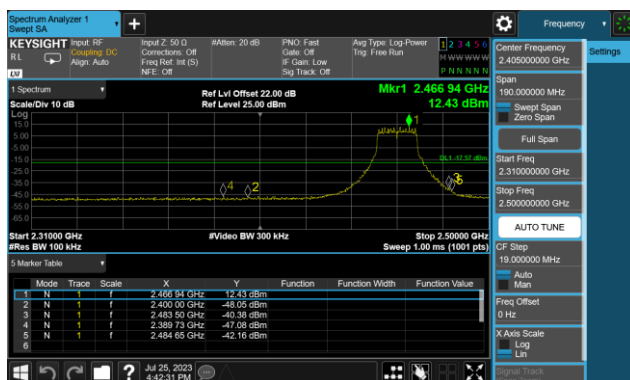 Spectrum Analyzer 1
Swept SA
Frequency
KEYSIGHT
RL
LXI
Input: RF
Coupling: DC
Align: Auto
Input Z: 50 Ω
Corrections: Off
Freq Ref: Int (S)
NFE: Off
#Atten: 20 dB
PNO: Fast
Gate: Off
IF Gain: Low
Sig Track: Off
Avg Type: Log-Power
Trig: Free Run
1 2 3 4 5 6
M W W W W W
P N N N N N
Center Frequency
2.405000000 GHz
Settings
Span
190.000000 MHz
Swept Span
Zero Span
Full Span
Start Freq
2.310000000 GHz
Stop Freq
2.500000000 GHz
AUTO TUNE
CF Step
19.000000 MHz
Auto
Man
Freq Offset
0 Hz
X Axis Scale
Log
Lin
Signal Track
1 Spectrum
Scale/Div 10 dB
Ref Lvl Offset 22.00 dB
Ref Level 25.00 dBm
Mkr1 2.466 94 GHz
12.43 dBm
Log
15.0
5.00
-5.00
-15.0
-25.0
-35.0
-45.0
-55.0
-65.0
1
DL1 -17.57 dBm
4
2
Start 2.31000 GHz
#Res BW 100 kHz
#Video BW 300 kHz
Stop 2.50000 GHz
Sweep 1.00 ms (1001 pts)
5 Marker Table
Mode Trace Scale X Y Function Function Width Function Value
1 N 1 f 2.466 94 GHz 12.43 dBm
2 N 1 f 2.400 00 GHz -48.05 dBm
3 N 1 f 2.483 50 GHz -40.38 dBm
4 N 1 f 2.389 73 GHz -47.08 dBm
5 N 1 f 2.484 65 GHz -42.16 dBm
6
?
Jul 25, 2023
4:42:31 PM